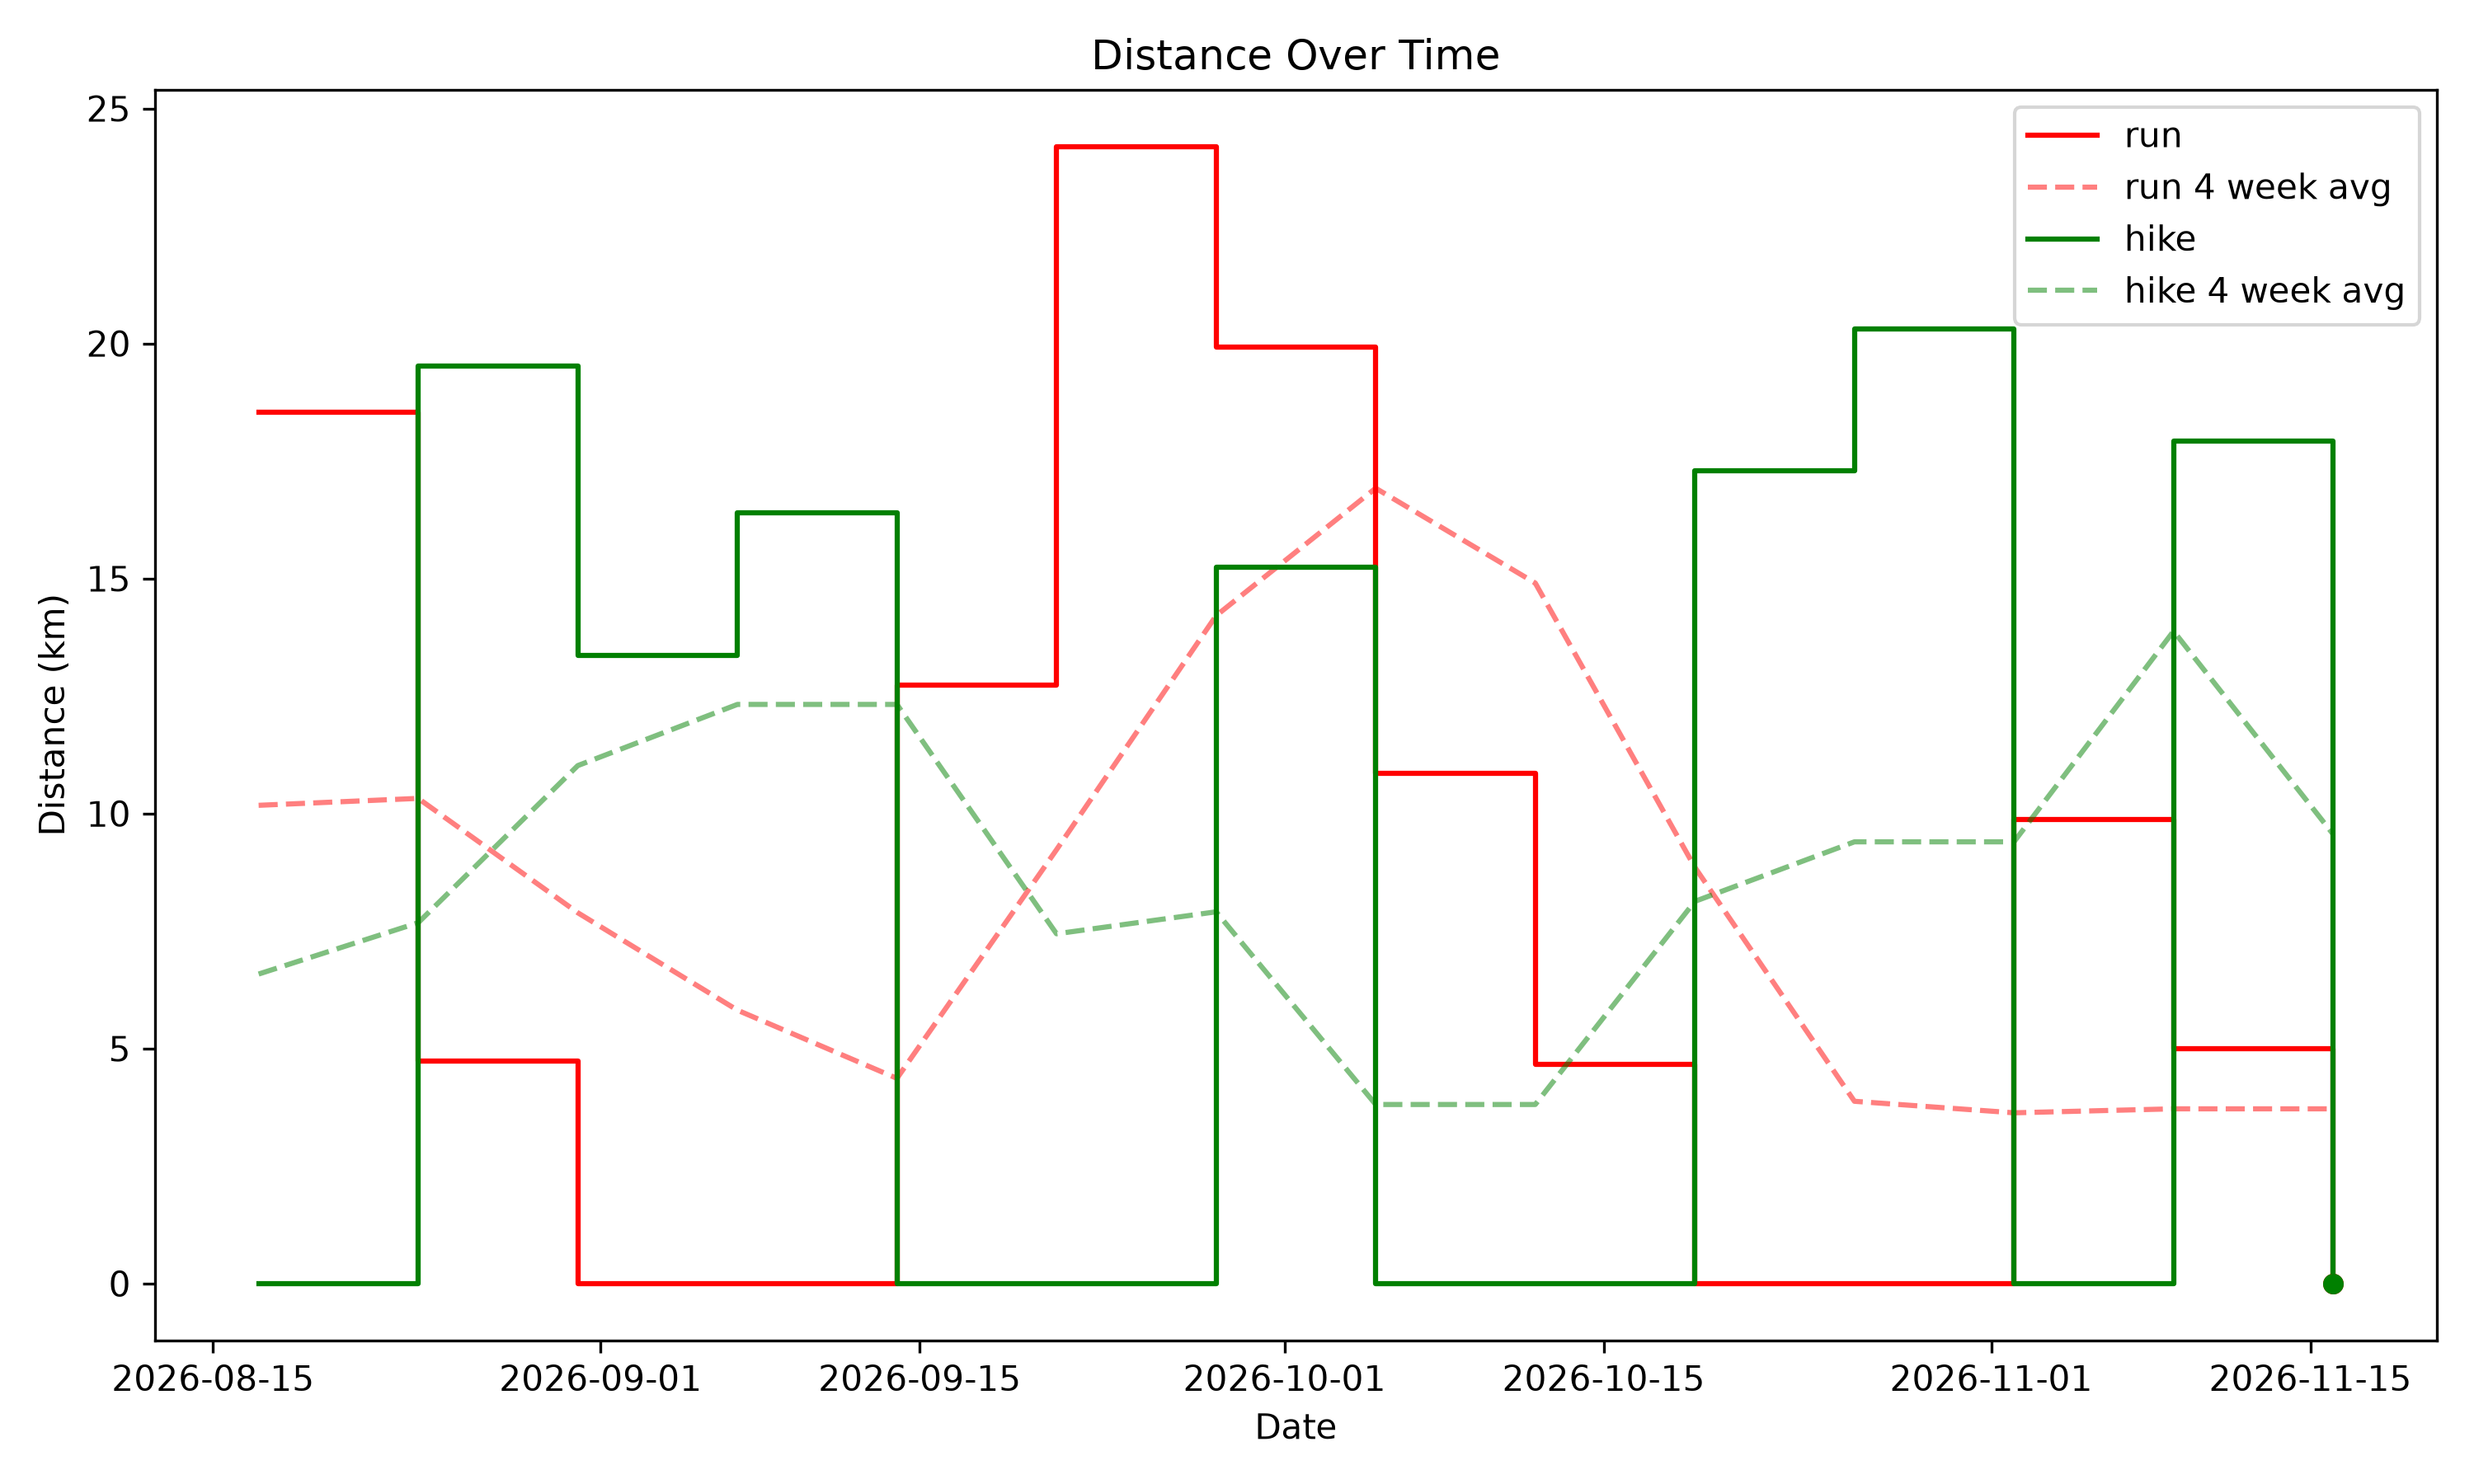 Distance Over Time
25
20
15
10
5
0
Distance (km)
run
run 4 week avg
hike
hike 4 week avg
2026-08-15 2026-09-01 2026-09-15 2026-10-01 2026-10-15 2026-11-01 2026-11-15
Date